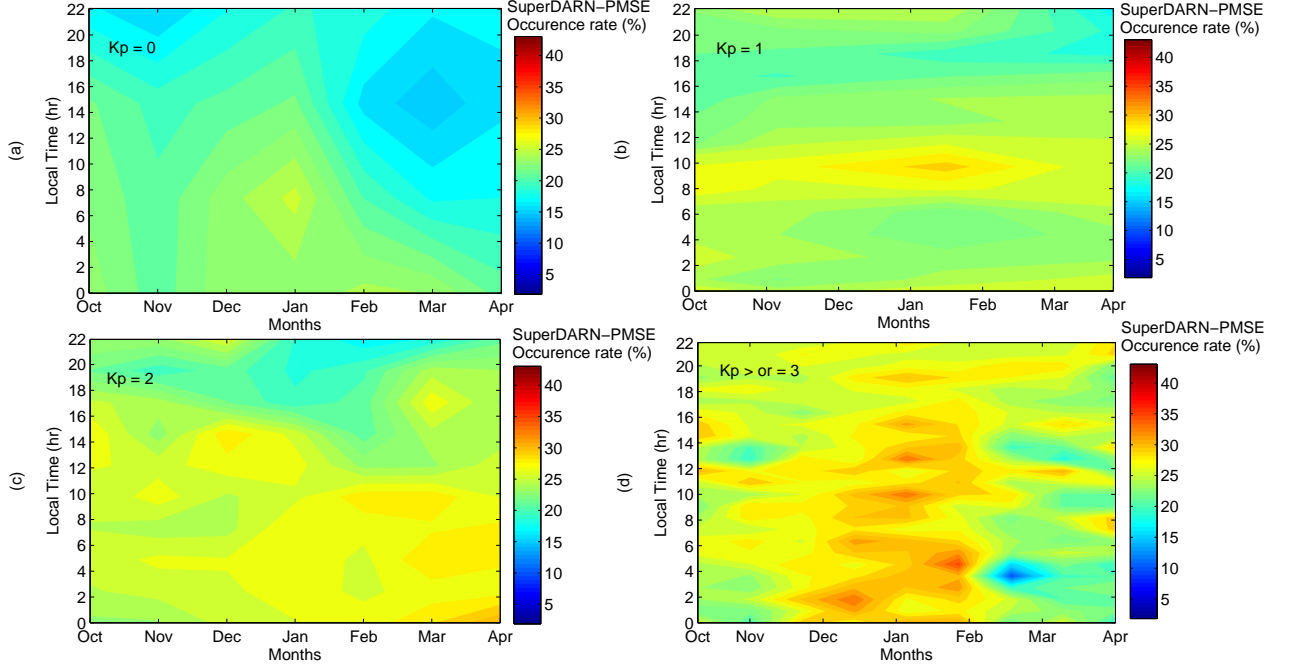 SuperDARN−PMSE
Occurence rate (%)
Kp = 0
22
20
18
16
14
12
10
8
6
4
2
0
Local Time (hr)
(a)
Oct Nov Dec Jan Feb Mar Apr
Months
40
35
30
25
20
15
10
5
SuperDARN−PMSE
Occurence rate (%)
Kp = 1
22
20
18
16
14
12
10
8
6
4
2
0
Local Time (hr)
(b)
Oct Nov Dec Jan Feb Mar Apr
Months
40
35
30
25
20
15
10
5
SuperDARN−PMSE
Occurence rate (%)
Kp = 2
22
20
18
16
14
12
10
8
6
4
2
0
Local Time (hr)
(c)
Oct Nov Dec Jan Feb Mar Apr
Months
40
35
30
25
20
15
10
5
SuperDARN−PMSE
Occurence rate (%)
Kp > or = 3
22
20
18
16
14
12
10
8
6
4
2
0
Local Time (hr)
(d)
Oct Nov Dec Jan Feb Mar Apr
Months
40
35
30
25
20
15
10
5